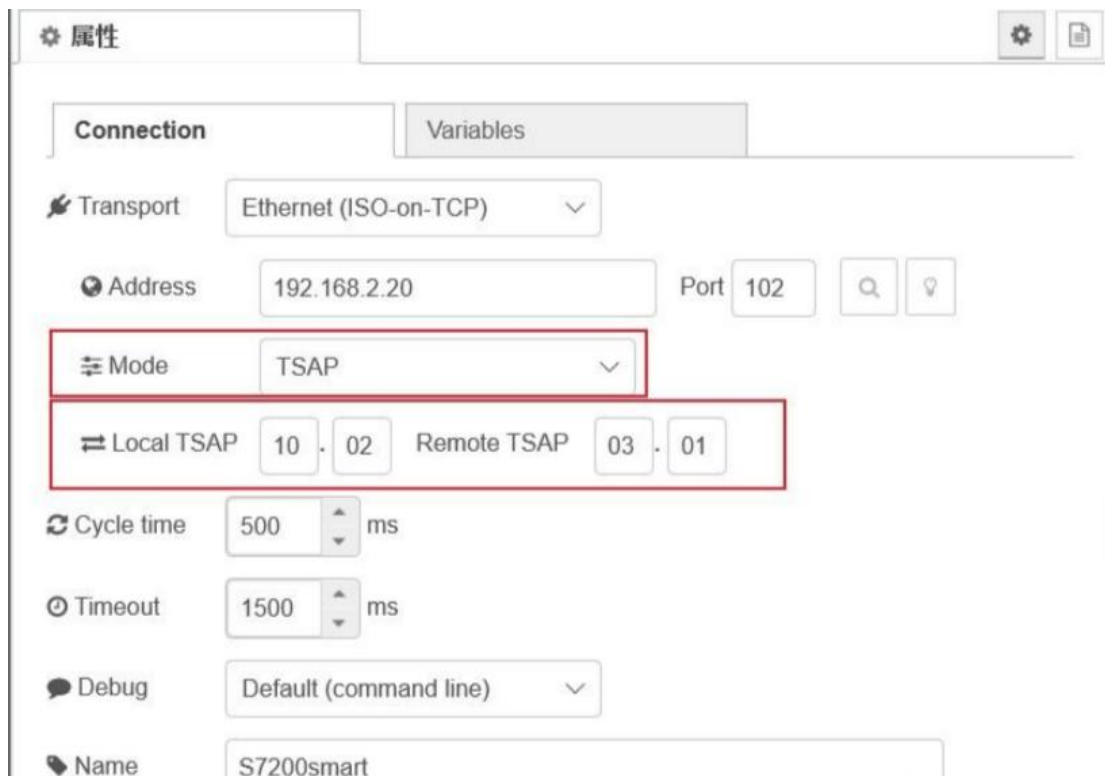 属性
Connection Variables
Transport Ethernet (ISO-on-TCP)
Address 192.168.2.20 Port 102
Mode TSAP
Local TSAP 10 . 02 Remote TSAP 03 . 01
Cycle time 500 ms
Timeout 1500 ms
Debug Default (command line)
Name S7200smart